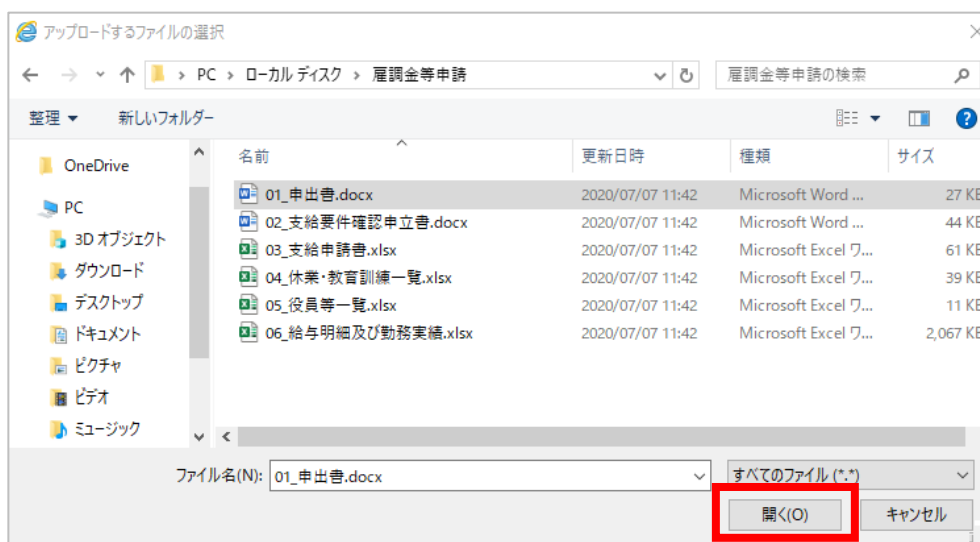 アップロードするファイルの選択
PC › ローカル ディスク › 雇調金等申請
雇調金等申請の検索
整理
新しいフォルダー
OneDrive
PC
3D オブジェクト
ダウンロード
デスクトップ
ドキュメント
ピクチャ
ビデオ
ミュージック
名前 更新日時 種類 サイズ
01_申出書.docx 2020/07/07 11:42 Microsoft Word ... 27 KB
02_支給要件確認申立書.docx 2020/07/07 11:42 Microsoft Word ... 44 KB
03_支給申請書.xlsx 2020/07/07 11:42 Microsoft Excel ワ... 61 KB
04_休業・教育訓練一覧.xlsx 2020/07/07 11:42 Microsoft Excel ワ... 39 KB
05_役員等一覧.xlsx 2020/07/07 11:42 Microsoft Excel ワ... 11 KB
06_給与明細及び勤務実績.xlsx 2020/07/07 11:42 Microsoft Excel ワ... 2,067 KB
ファイル名(N): 01_申出書.docx
すべてのファイル (*.*)
開く(O)
キャンセル